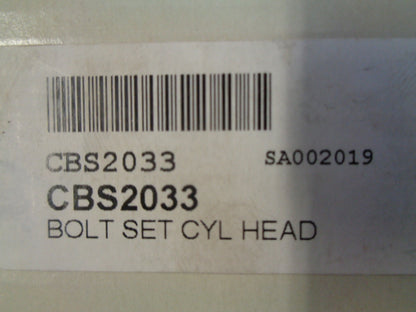 CBS2033 SA002019
CBS2033
BOLT SET CYL HEAD